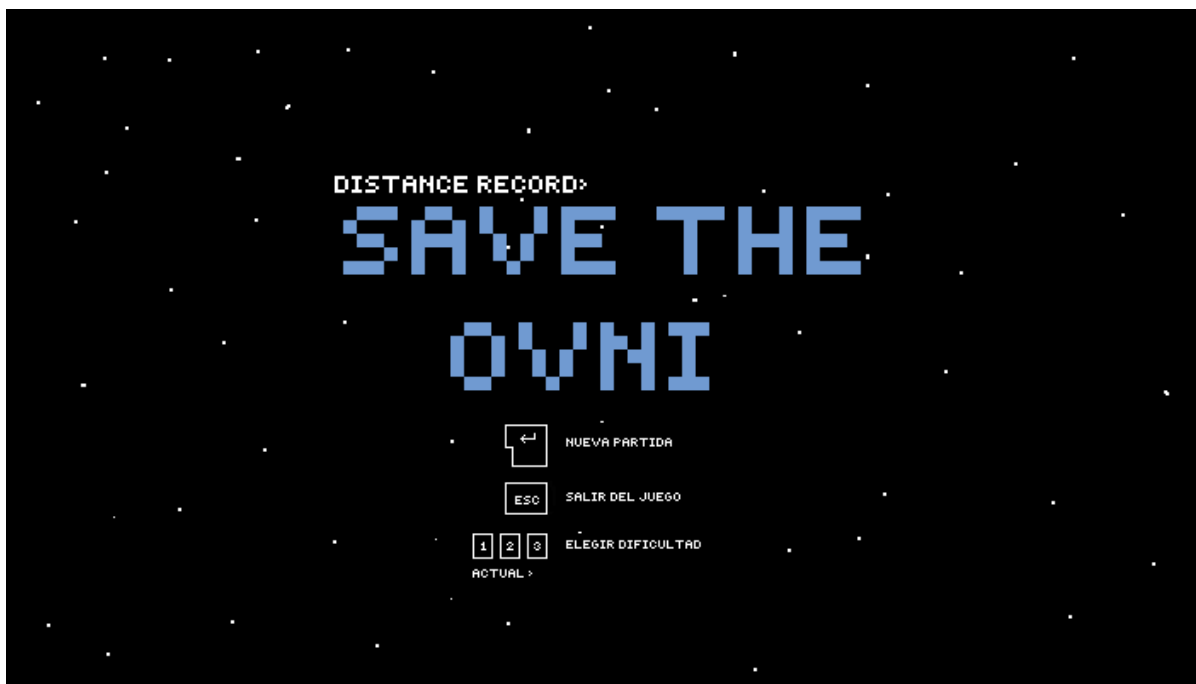 DISTANCE RECORD>
SAVE THE
OVNI
↵ NUEVA PARTIDA
ESC SALIR DEL JUEGO
1 2 3 ELEGIR DIFICULTAD
ACTUAL >